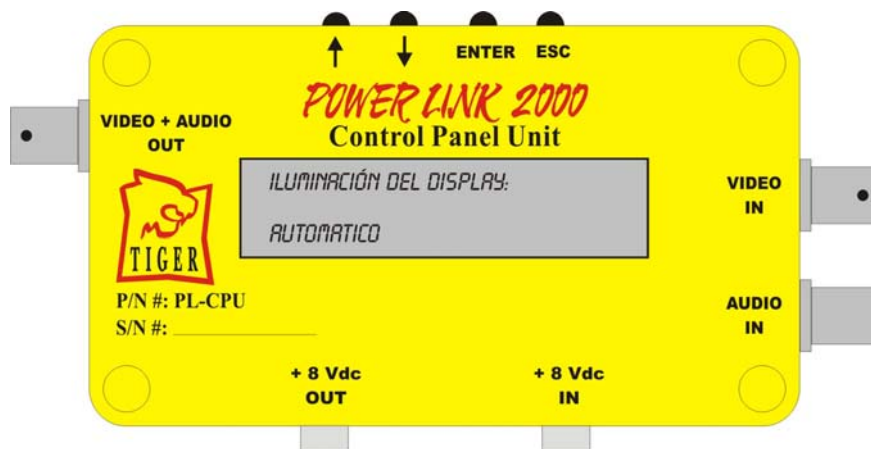 ENTER ESC
POWER LINK 2000
Control Panel Unit
VIDEO + AUDIO
OUT
ILUMINACIÓN DEL DISPLAY:
AUTOMATICO
VIDEO
IN
TIGER
P/N #: PL-CPU
S/N #:
AUDIO
IN
+ 8 Vdc
OUT
+ 8 Vdc
IN